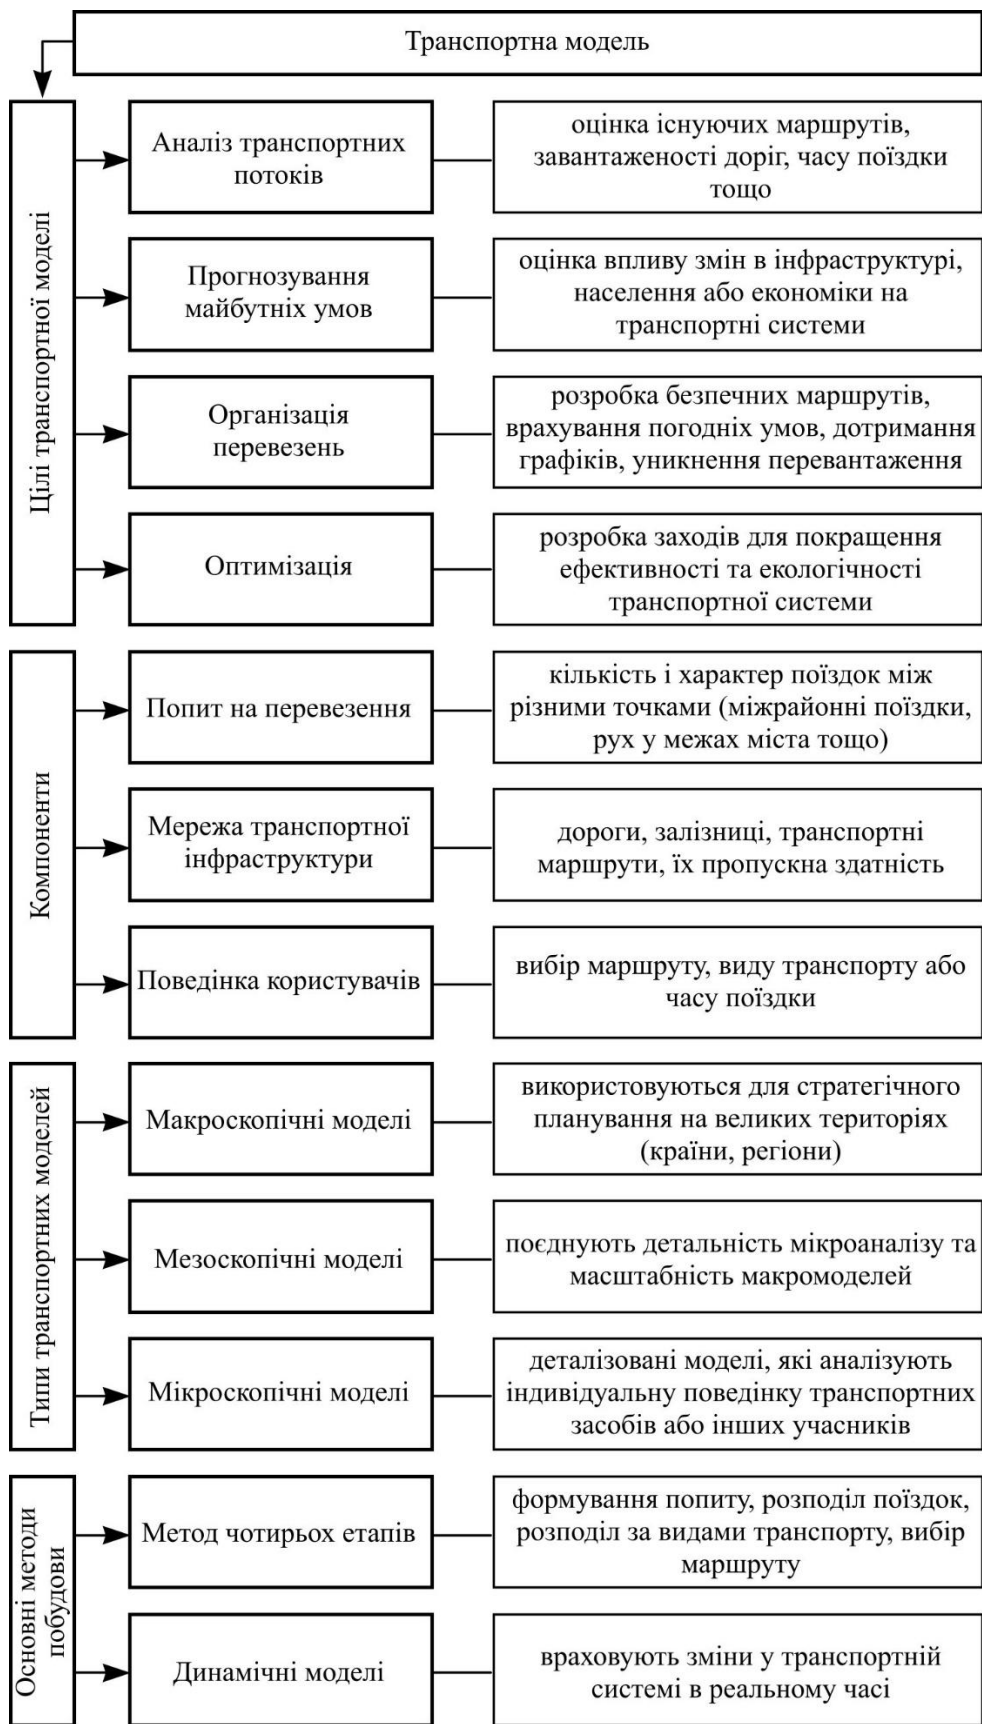 Транспортна модель
Цілі транспортної моделі
Аналіз транспортних
потоків
оцінка існуючих маршрутів,
завантаженості доріг, часу поїздки
тощо
Прогнозування
майбутніх умов
оцінка впливу змін в інфраструктурі,
населення або економіки на
транспортні системи
Організація
перевезень
розробка безпечних маршрутів,
врахування погодніх умов, дотримання
графіків, уникнення перевантаження
Оптимізація
розробка заходів для покращення
ефективності та екологічності
транспортної системи
Компоненти
Попит на перевезення
кількість і характер поїздок між
різними точками (міжрайонні поїздки,
рух у межах міста тощо)
Мережа транспортної
інфраструктури
дороги, залізниці, транспортні
маршрути, їх пропускна здатність
Поведінка користувачів
вибір маршруту, виду транспорту або
часу поїздки
Типи транспортних моделей
Макроскопічні моделі
використовуються для стратегічного
планування на великих територіях
(країни, регіони)
Мезоскопічні моделі
поєднують детальність мікроаналізу та
масштабність макромоделей
Мікроскопічні моделі
деталізовані моделі, які аналізують
індивідуальну поведінку транспортних
засобів або інших учасників
Основні методи
побудови
Метод чотирьох етапів
формування попиту, розподіл поїздок,
розподіл за видами транспорту, вибір
маршруту
Динамічні моделі
враховують зміни у транспортній
системі в реальному часі